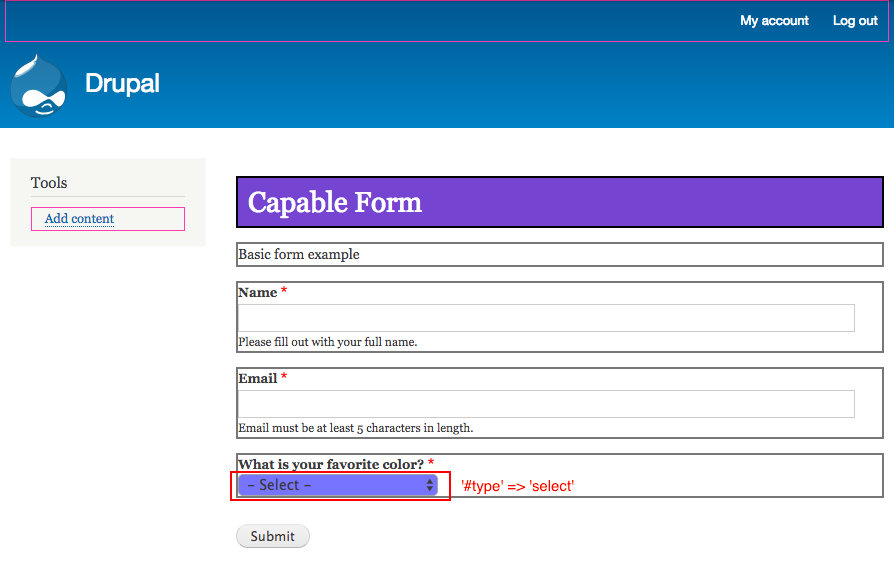 My account Log out
Drupal
Tools
Add content
Capable Form
Basic form example
Name *
Please fill out with your full name.
Email *
Email must be at least 5 characters in length.
What is your favorite color? *
– Select –
'#type' => 'select'
Submit